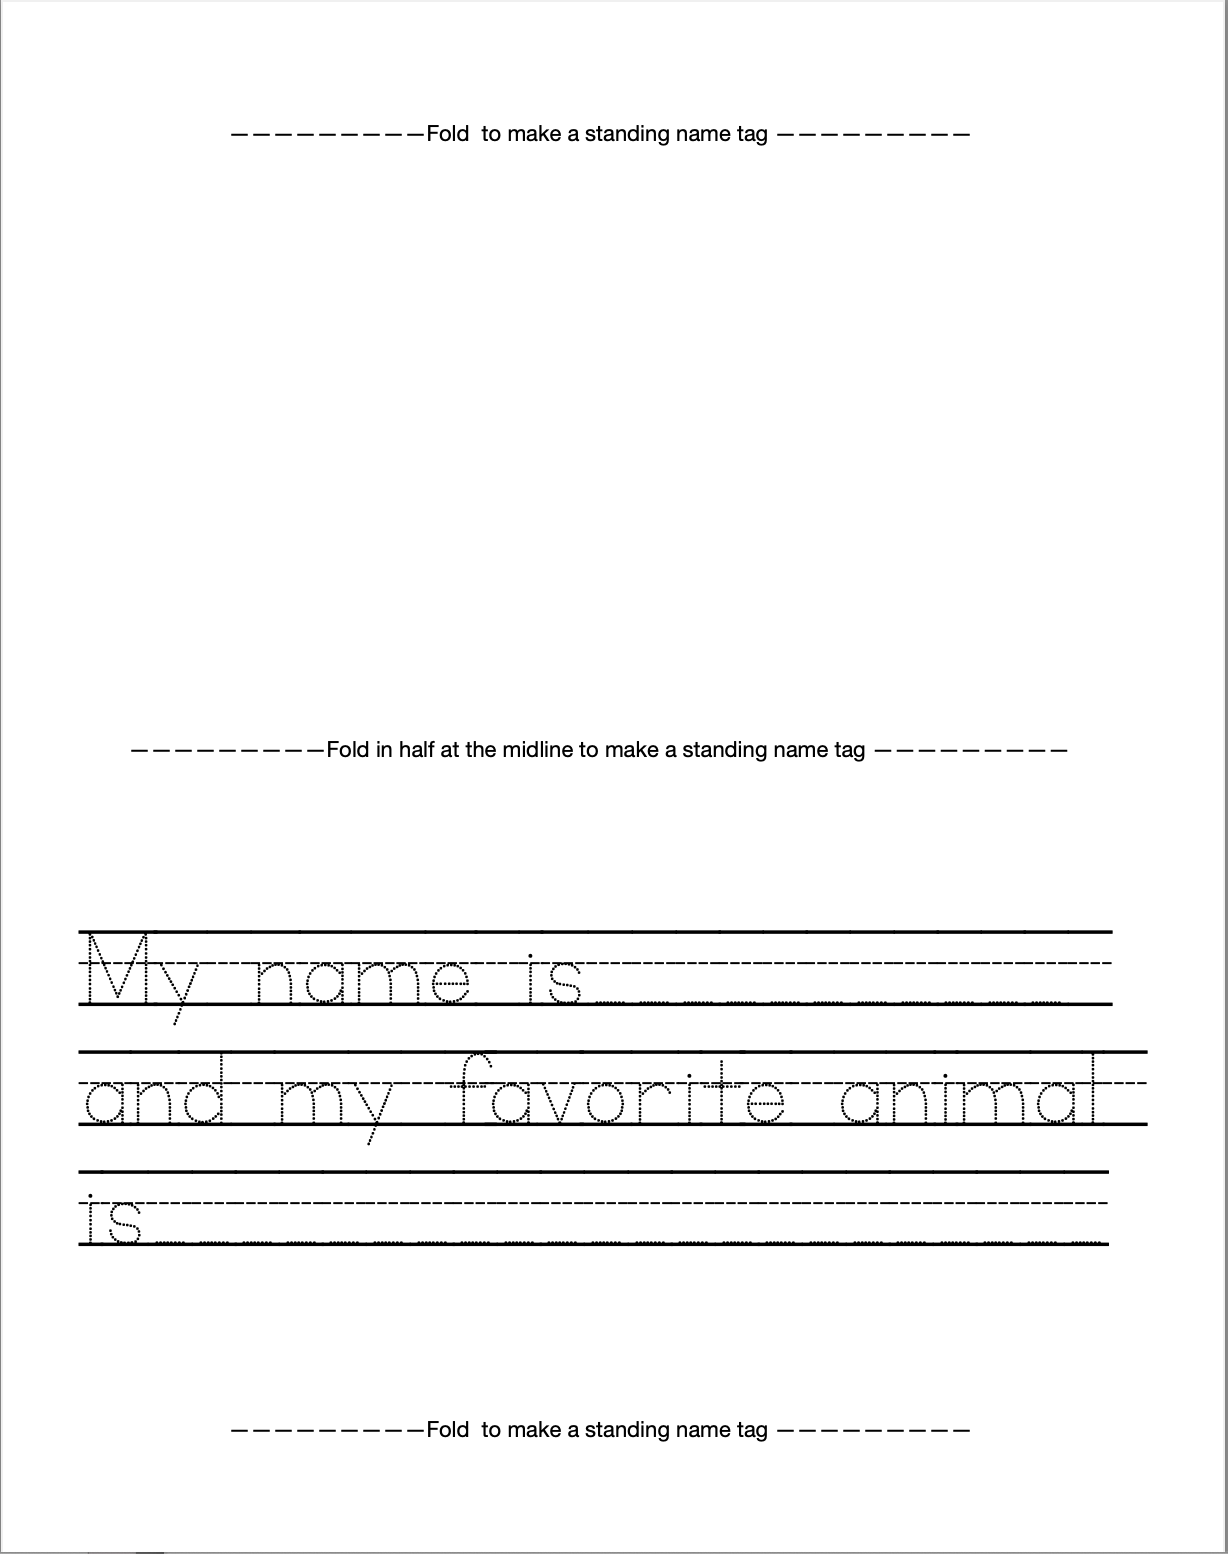 Fold  to make a standing name tag
Fold in half at the midline to make a standing name tag
My name is
and my favorite animal
is
Fold  to make a standing name tag